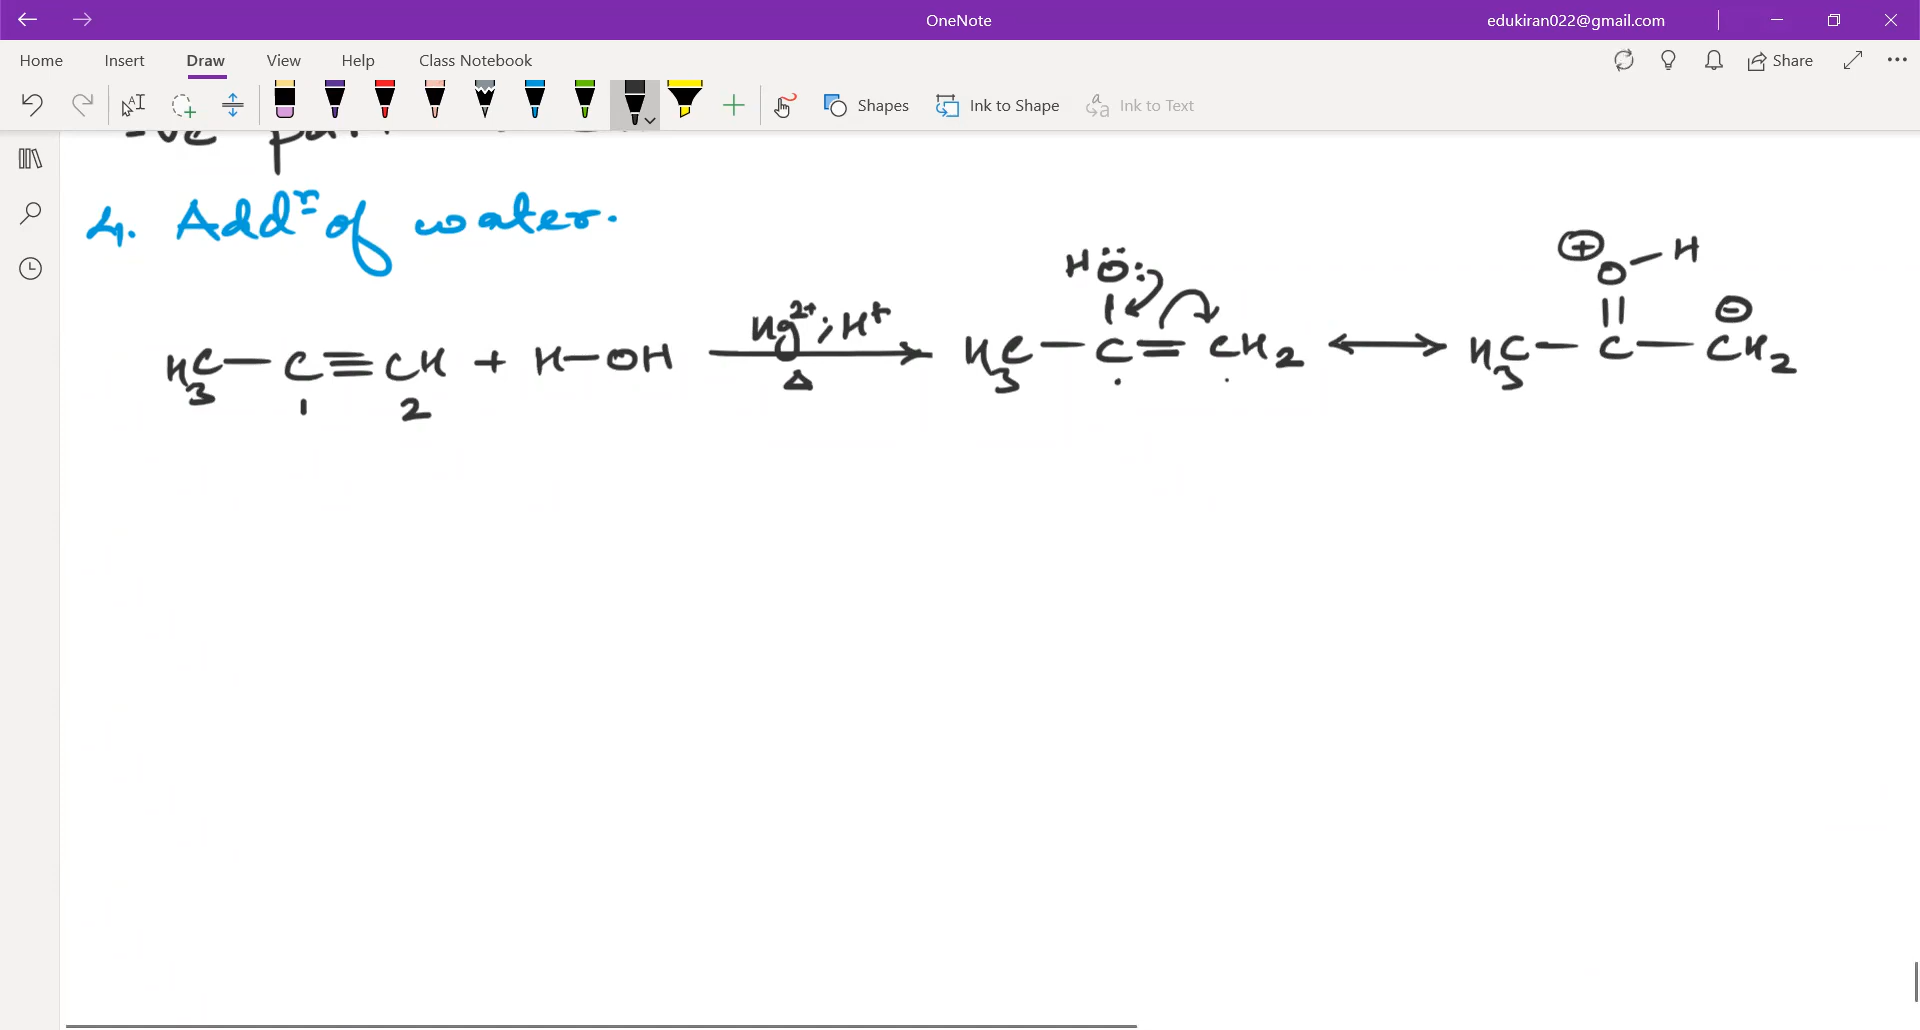 OneNote
edukiran022@gmail.com
Home Insert Draw View Help Class Notebook Share
Shapes Ink to Shape Ink to Text
-ve
4. Addⁿ of water.
H₃C—C≡CH + H—OH
1 2
Hg²⁺; H⁺
Δ
HÖ:
H₃C—C=CH₂ ↔ H₃C—C—CH₂
⊕
O—H
||
⊖